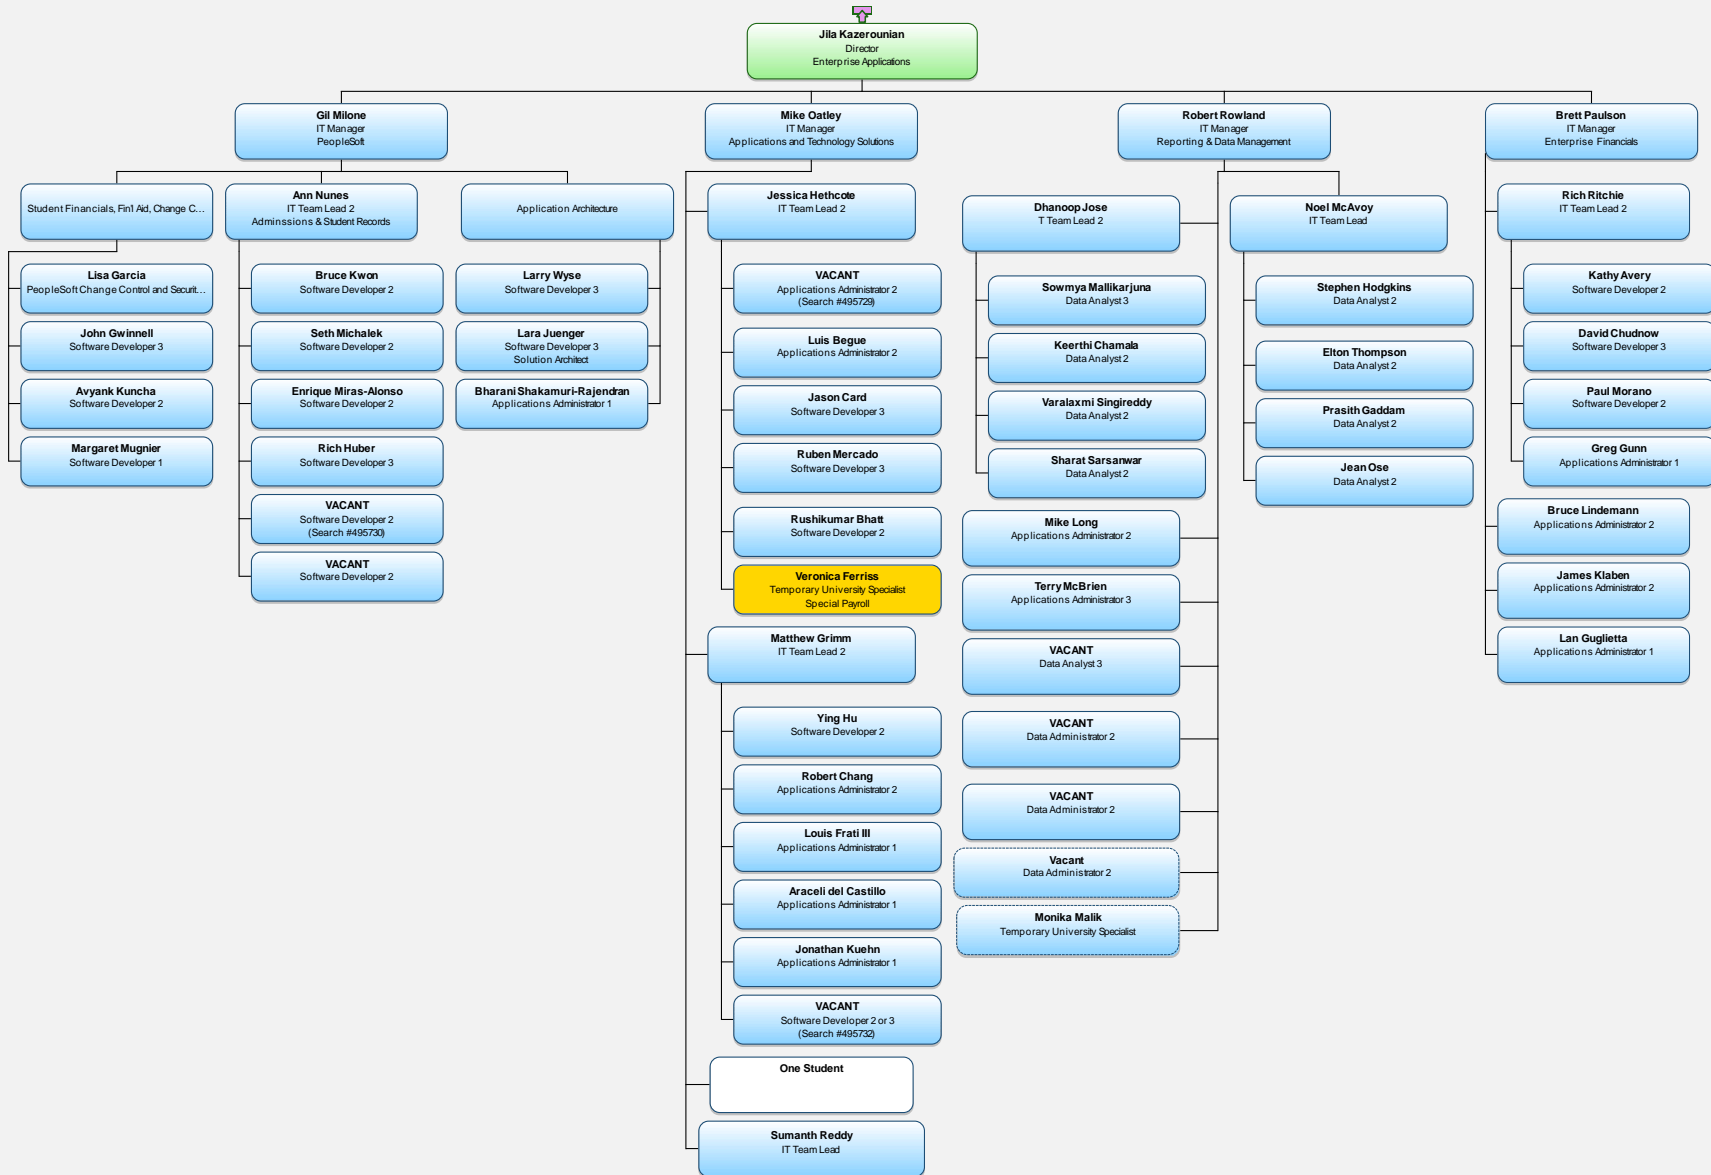 Jila Kazerounian
Director
Enterprise Applications
Gil Milone
IT Manager
PeopleSoft
Student Financials, Fin'l Aid, Change C...
Lisa Garcia
PeopleSoft Change Control and Securit...
John Gwinnell
Software Developer 3
Avyank Kuncha
Software Developer 2
Margaret Mugnier
Software Developer 1
Ann Nunes
IT Team Lead 2
Adminssions & Student Records
Bruce Kwon
Software Developer 2
Seth Michalek
Software Developer 2
Enrique Miras-Alonso
Software Developer 2
Rich Huber
Software Developer 3
VACANT
Software Developer 2
(Search #495730)
VACANT
Software Developer 2
Application Architecture
Larry Wyse
Software Developer 3
Lara Juenger
Software Developer 3
Solution Architect
Bharani Shakamuri-Rajendran
Applications Administrator 1
Mike Oatley
IT Manager
Applications and Technology Solutions
Jessica Hethcote
IT Team Lead 2
VACANT
Applications Administrator 2
(Search #495729)
Luis Begue
Applications Administrator 2
Jason Card
Software Developer 3
Ruben Mercado
Software Developer 3
Rushikumar Bhatt
Software Developer 2
Veronica Ferriss
Temporary University Specialist
Special Payroll
Matthew Grimm
IT Team Lead 2
Ying Hu
Software Developer 2
Robert Chang
Applications Administrator 2
Louis Frati III
Applications Administrator 1
Araceli del Castillo
Applications Administrator 1
Jonathan Kuehn
Applications Administrator 1
VACANT
Software Developer 2 or 3
(Search #495732)
One Student
Sumanth Reddy
IT Team Lead
Robert Rowland
IT Manager
Reporting & Data Management
Dhanoop Jose
T Team Lead 2
Sowmya Mallikarjuna
Data Analyst 3
Keerthi Chamala
Data Analyst 2
Varalaxmi Singireddy
Data Analyst 2
Sharat Sarsanwar
Data Analyst 2
Noel McAvoy
IT Team Lead
Stephen Hodgkins
Data Analyst 2
Elton Thompson
Data Analyst 2
Prasith Gaddam
Data Analyst 2
Jean Ose
Data Analyst 2
Mike Long
Applications Administrator 2
Terry McBrien
Applications Administrator 3
VACANT
Data Analyst 3
VACANT
Data Administrator 2
VACANT
Data Administrator 2
Vacant
Data Administrator 2
Monika Malik
Temporary University Specialist
Brett Paulson
IT Manager
Enterprise Financials
Rich Ritchie
IT Team Lead 2
Kathy Avery
Software Developer 2
David Chudnow
Software Developer 3
Paul Morano
Software Developer 2
Greg Gunn
Applications Administrator 1
Bruce Lindemann
Applications Administrator 2
James Klaben
Applications Administrator 2
Lan Guglietta
Applications Administrator 1